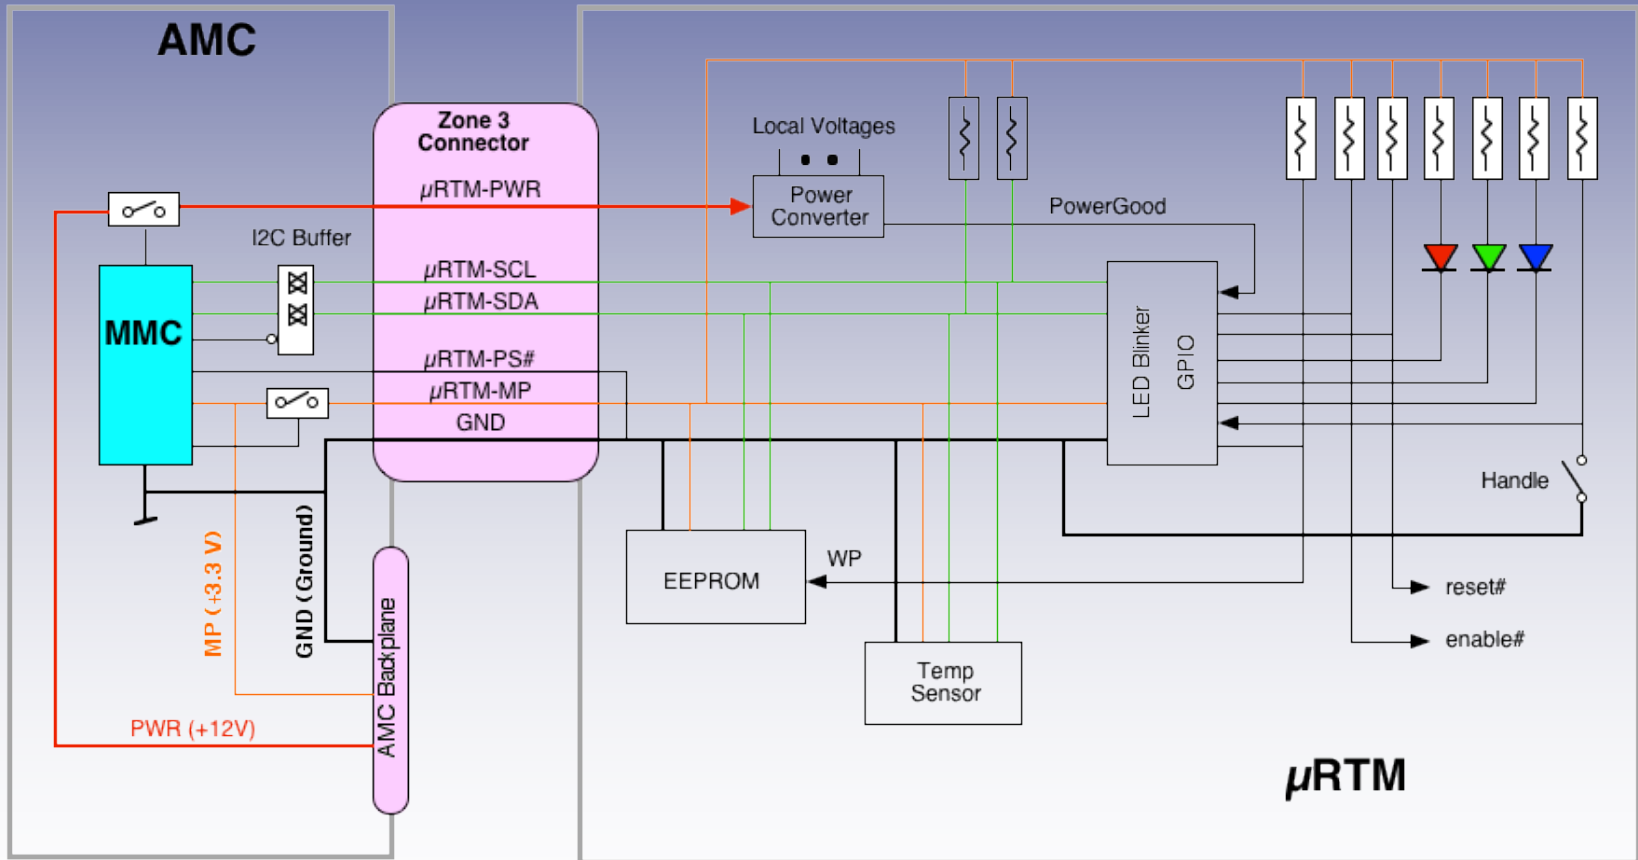 AMC
Zone 3
Connector
µRTM-PWR
Local Voltages
Power
Converter
PowerGood
I2C Buffer
µRTM-SCL
µRTM-SDA
MMC
µRTM-PS#
µRTM-MP
GND
LED Blinker
GPIO
Handle
MP (+3.3 V)
GND (Ground)
EEPROM
WP
reset#
enable#
AMC Backplane
Temp
Sensor
PWR (+12V)
µRTM